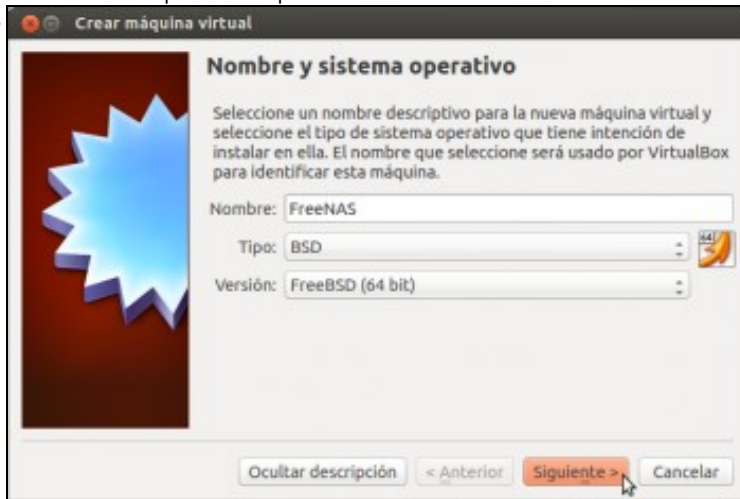 Crear máquina virtual
Nombre y sistema operativo
Seleccione un nombre descriptivo para la nueva máquina virtual y
seleccione el tipo de sistema operativo que tiene intención de
instalar en ella. El nombre que seleccione será usado por VirtualBox
para identificar esta máquina.
Nombre: FreeNAS
Tipo: BSD
64
Versión: FreeBSD (64 bit)
Ocultar descripción < Anterior Siguiente > Cancelar